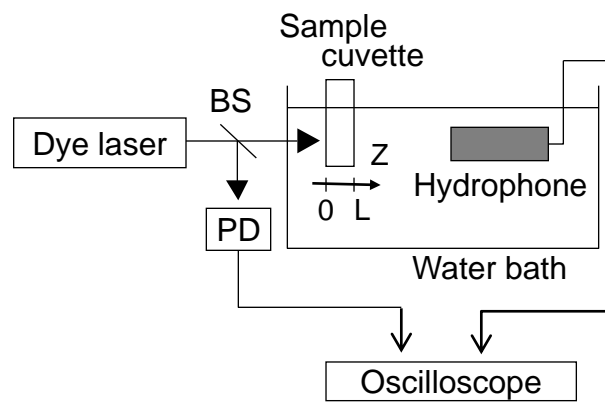 Sample
cuvette
BS
Dye laser
Z
Hydrophone
0 L
PD
Water bath
Oscilloscope